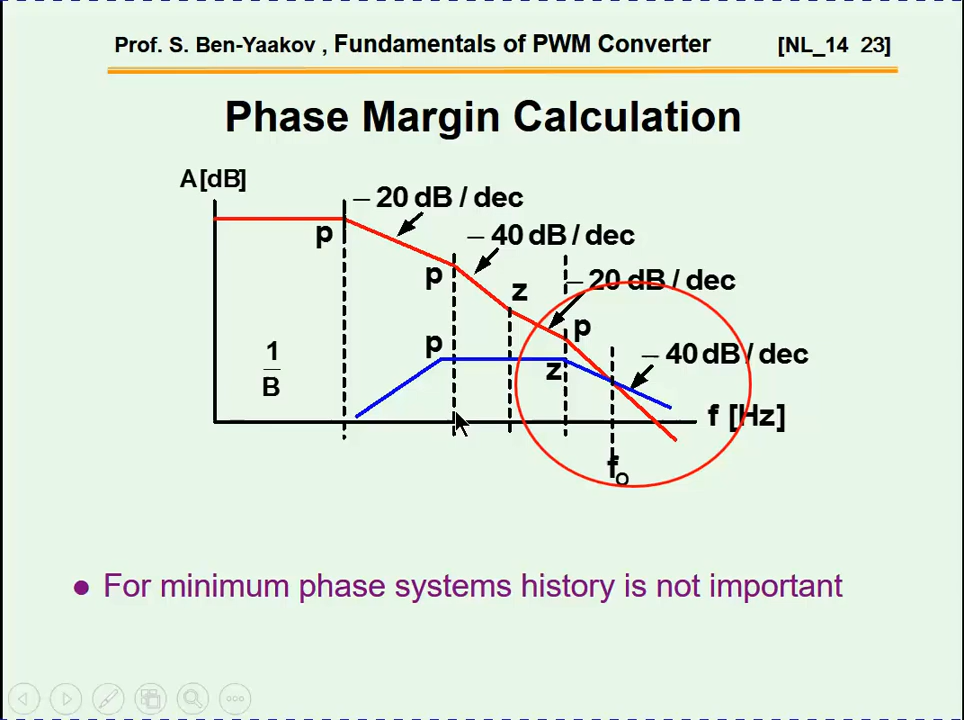 Prof. S. Ben-Yaakov , Fundamentals of PWM Converter [NL_14 23]
Phase Margin Calculation
A [dB]
– 20 dB / dec
p
– 40 dB / dec
p
z
– 20 dB / dec
p
1
B
p
z
– 40 dB / dec
f [Hz]
fo
● For minimum phase systems history is not important